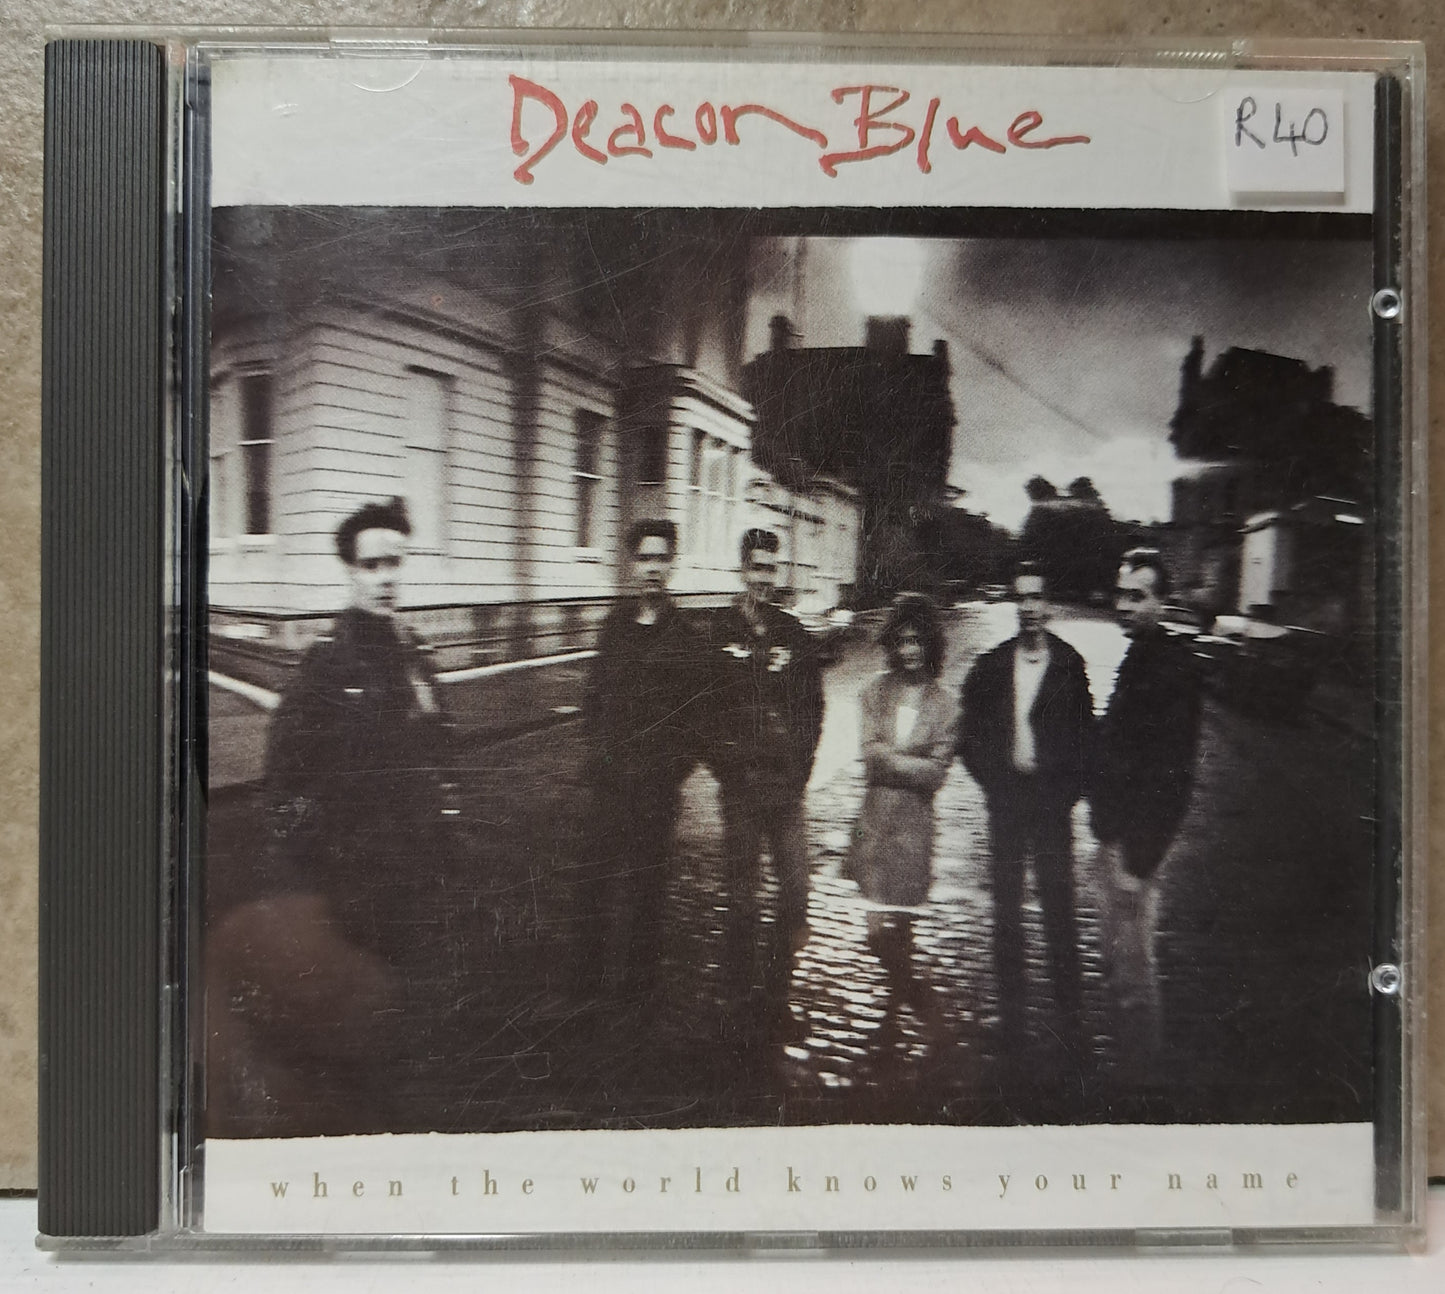 Deacon Blue
R40
when the world knows your name